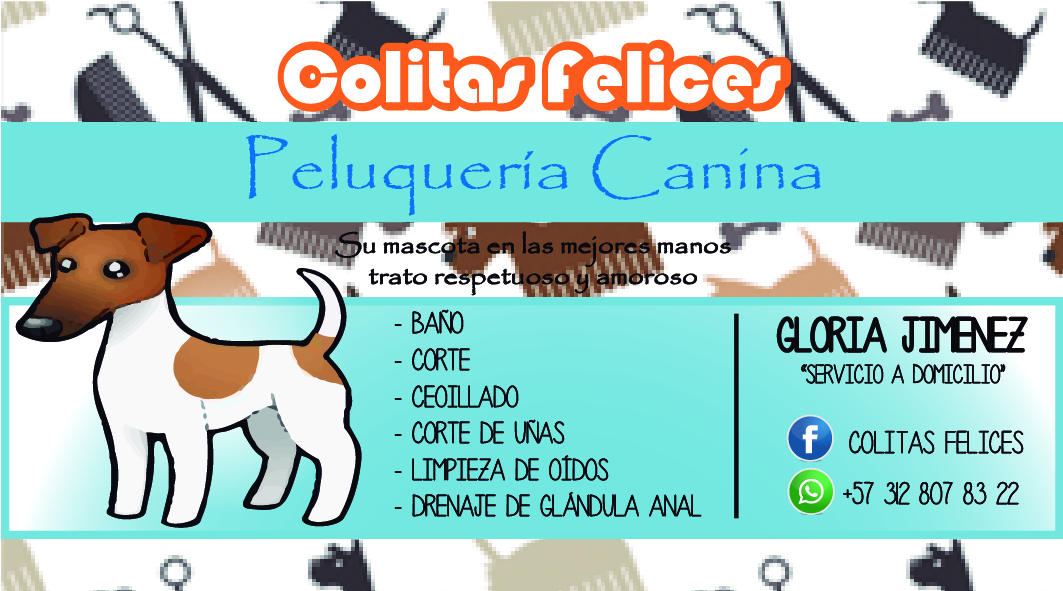 Colitas Felices
Peluquería Canina
Su mascota en las mejores manos
trato respetuoso y amoroso
- BAÑO
- CORTE
- CEOILLADO
- CORTE DE UÑAS
- LIMPIEZA DE OÍDOS
- DRENAJE DE GLÁNDULA ANAL
GLORIA JIMENEZ
"SERVICIO A DOMICILIO"
COLITAS FELICES
+57 312 807 83 22